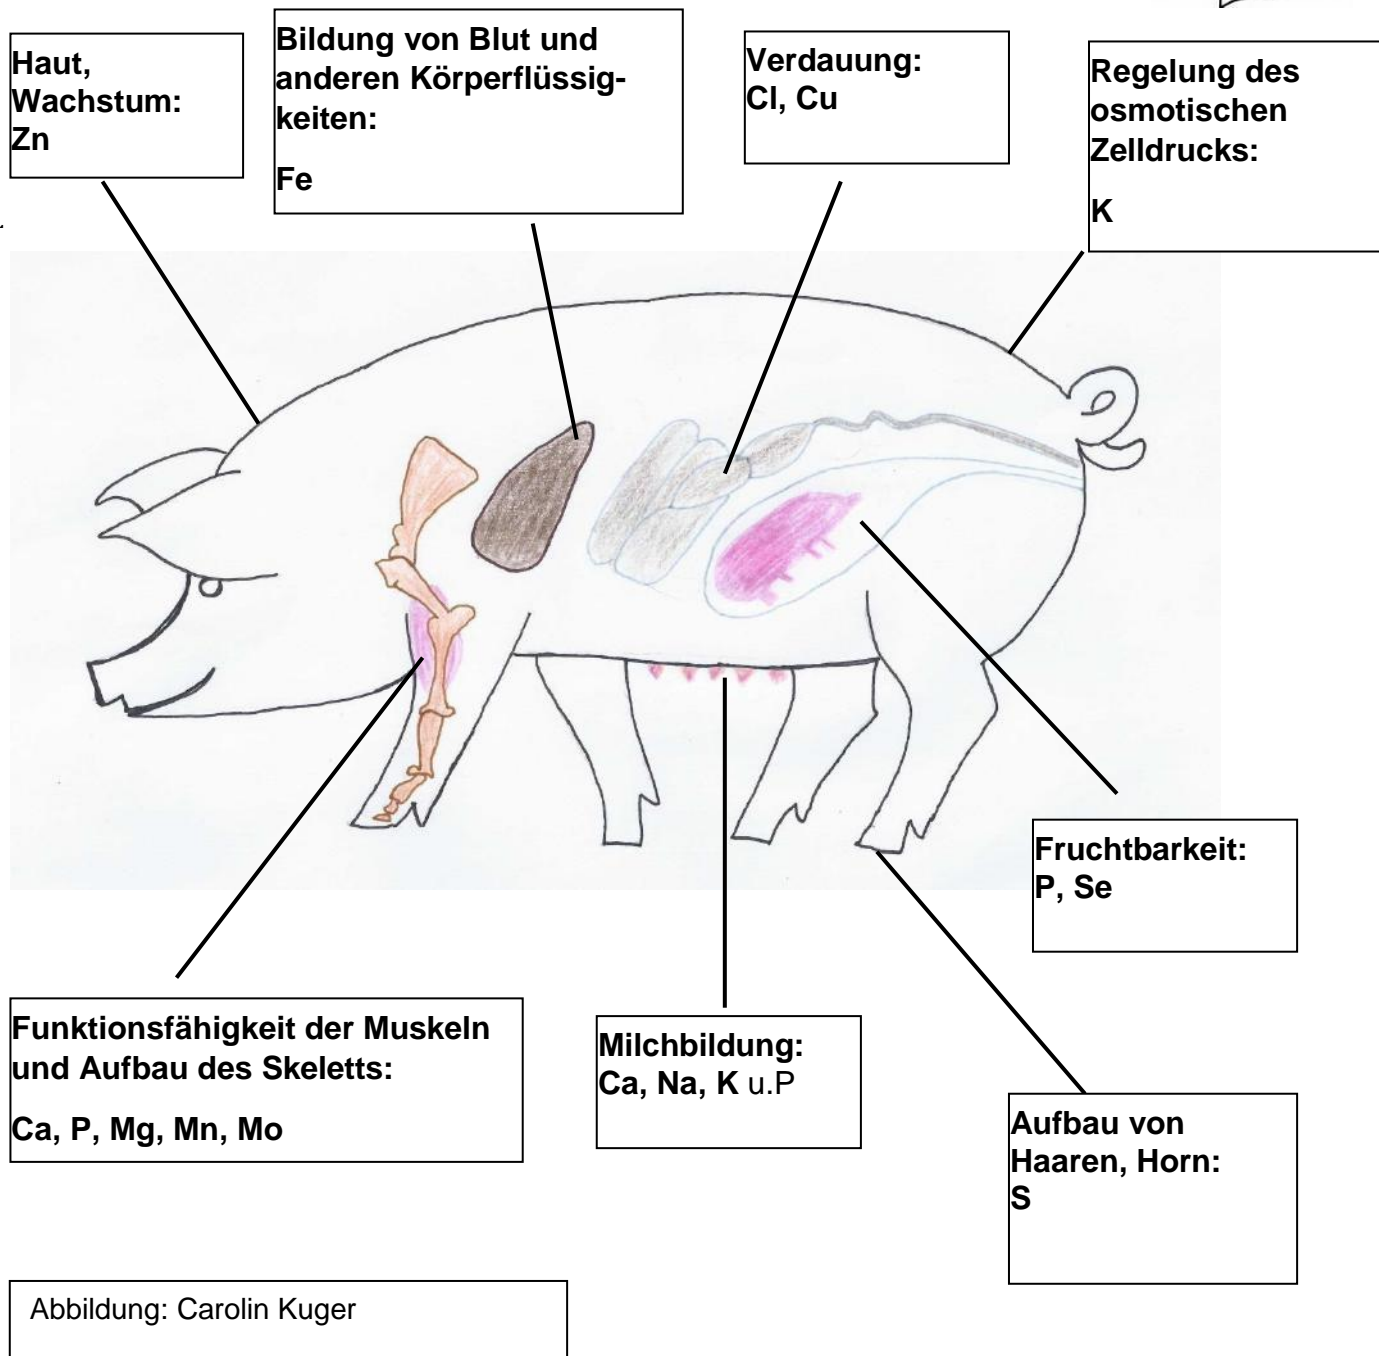 Haut,
Wachstum:
Zn
Bildung von Blut und
anderen Körperflüssig-
keiten:
Fe
Verdauung:
Cl, Cu
Regelung des
osmotischen
Zelldrucks:
K
Fruchtbarkeit:
P, Se
Funktionsfähigkeit der Muskeln
und Aufbau des Skeletts:
Ca, P, Mg, Mn, Mo
Milchbildung:
Ca, Na, K u.P
Aufbau von
Haaren, Horn:
S
Abbildung: Carolin Kuger